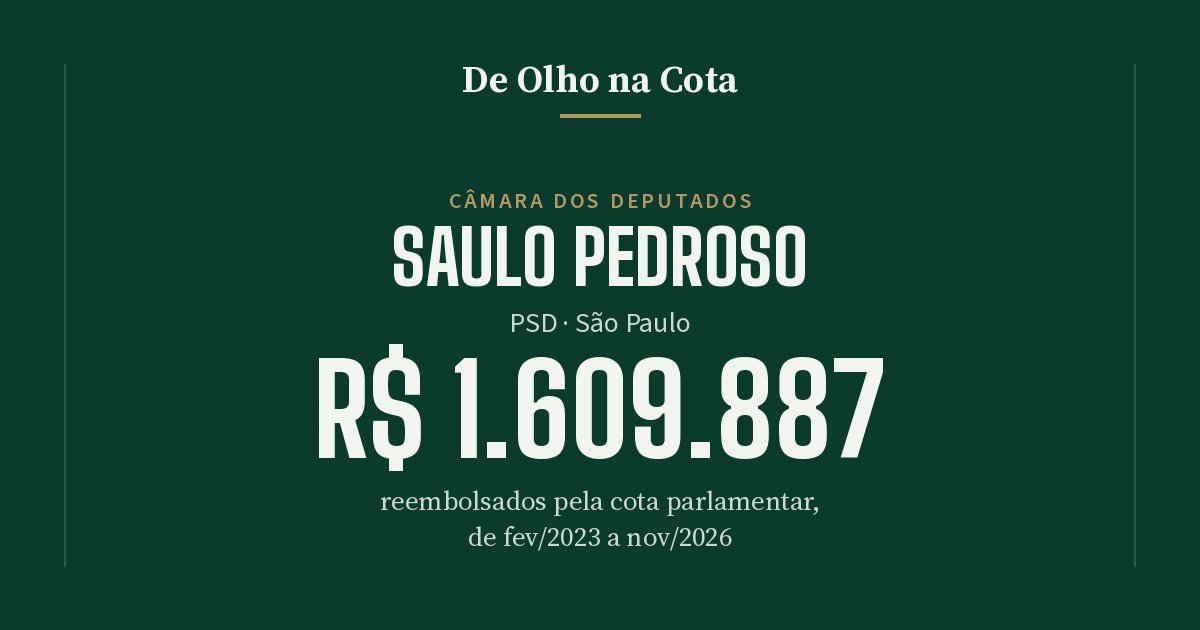 De Olho na Cota
CÂMARA DOS DEPUTADOS
SAULO PEDROSO
PSD · São Paulo
R$ 1.609.887
reembolsados pela cota parlamentar,
de fev/2023 a nov/2026